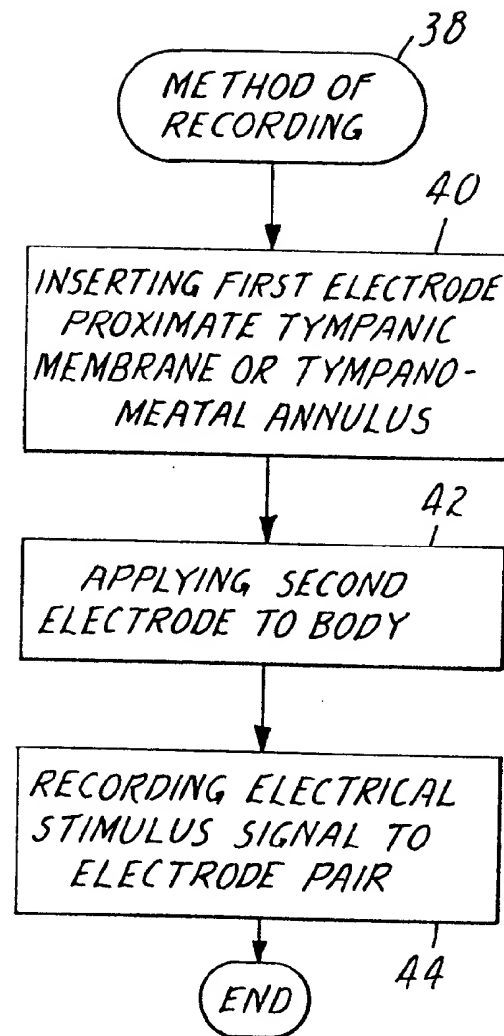 38
METHOD OF
RECORDING
40
INSERTING FIRST ELECTRODE
PROXIMATE TYMPANIC
MEMBRANE OR TYMPANO-
MEATAL ANNULUS
42
APPLYING SECOND
ELECTRODE TO BODY
RECORDING ELECTRICAL
STIMULUS SIGNAL TO
ELECTRODE PAIR
44
END